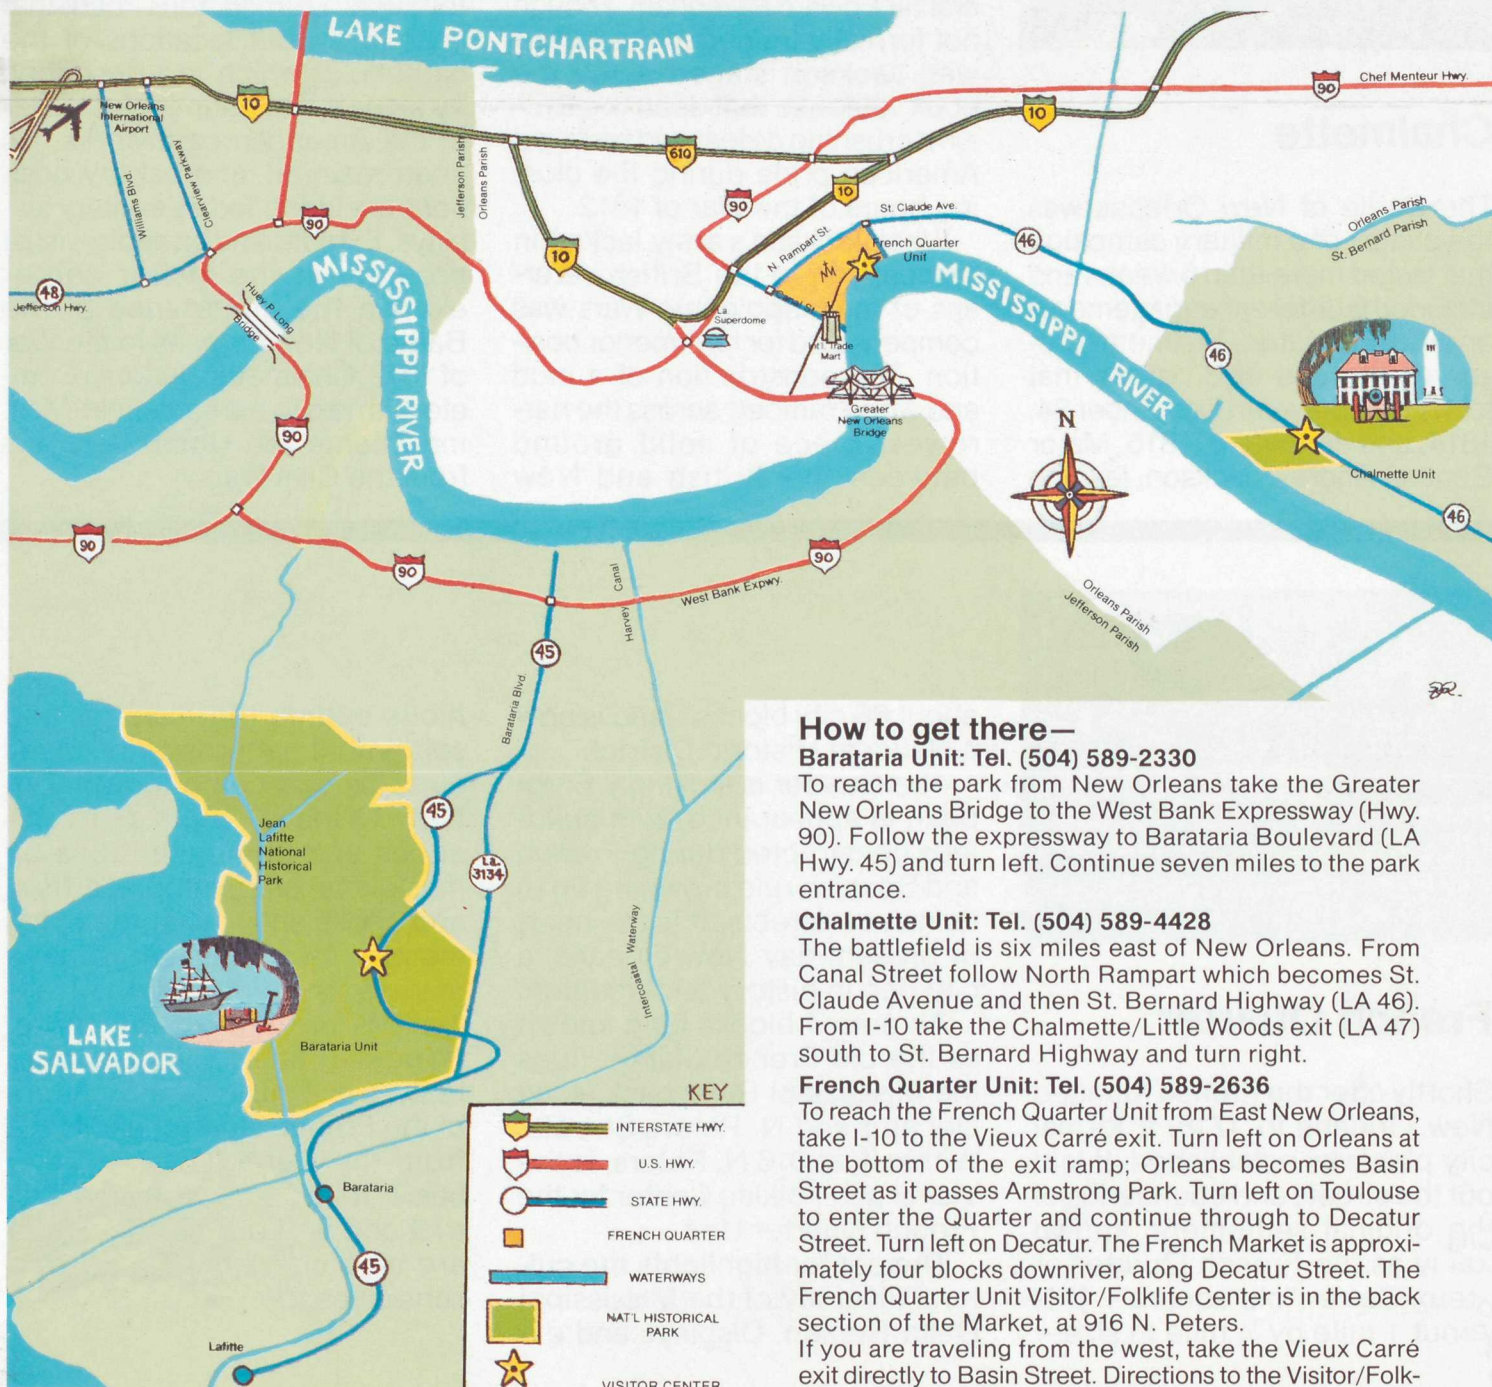 LAKE PONTCHARTRAIN
90
Chef Menteur Hwy.
New Orleans
International
Airport
10
10
Williams Blvd.
Clearview Parkway
Jefferson Parish
Orleans Parish
610
10
90
90
St. Claude Ave.
N. Rampart St.
French Quarter
Unit
46
Orleans Parish
St. Bernard Parish
48
Jefferson Hwy.
Huey P. Long
Bridge
MISSISSIPPI RIVER
10
Canal St.
La.
Superdome
Int'l. Trade
Mart
MISSISSIPPI RIVER
46
Greater
New Orleans
Bridge
90
N
Chalmette Unit
46
90
90
90
West Bank Expwy.
Harvey Canal
Orleans Parish
Jefferson Parish
45
Barataria Blvd.
45
La.
3134
Jean
Lafitte
National
Historical
Park
Intercoastal Waterway
LAKE
SALVADOR
Barataria Unit
Barataria
45
Lafitte
KEY
INTERSTATE HWY.
U.S. HWY.
STATE HWY.
FRENCH QUARTER
WATERWAYS
NAT'L HISTORICAL
PARK
VISITOR CENTER
How to get there—
Barataria Unit: Tel. (504) 589-2330
To reach the park from New Orleans take the Greater
New Orleans Bridge to the West Bank Expressway (Hwy.
90). Follow the expressway to Barataria Boulevard (LA
Hwy. 45) and turn left. Continue seven miles to the park
entrance.
Chalmette Unit: Tel. (504) 589-4428
The battlefield is six miles east of New Orleans. From
Canal Street follow North Rampart which becomes St.
Claude Avenue and then St. Bernard Highway (LA 46).
From I-10 take the Chalmette/Little Woods exit (LA 47)
south to St. Bernard Highway and turn right.
French Quarter Unit: Tel. (504) 589-2636
To reach the French Quarter Unit from East New Orleans,
take I-10 to the Vieux Carré exit. Turn left on Orleans at
the bottom of the exit ramp; Orleans becomes Basin
Street as it passes Armstrong Park. Turn left on Toulouse
to enter the Quarter and continue through to Decatur
Street. Turn left on Decatur. The French Market is approxi-
mately four blocks downriver, along Decatur Street. The
French Quarter Unit Visitor/Folklife Center is in the back
section of the Market, at 916 N. Peters.
If you are traveling from the west, take the Vieux Carré
exit directly to Basin Street. Directions to the Visitor/Folk-